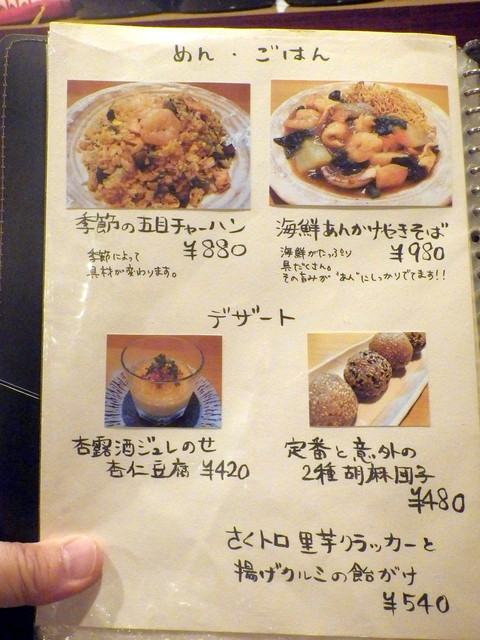 めん・ごはん
季節の五目チャーハン
¥880
季節によって
具材が変わります。
海鮮あんかけやきそば
¥980
海鮮がたっぷり
具だくさん。
その旨みが"あん"にしっかりでてます!!
デザート
杏露酒ジュレのせ
杏仁豆腐 ¥420
定番と意外の
2種胡麻団子
¥480
さくトロ里芋クラッカーと
揚げクルミの飴がけ
¥540